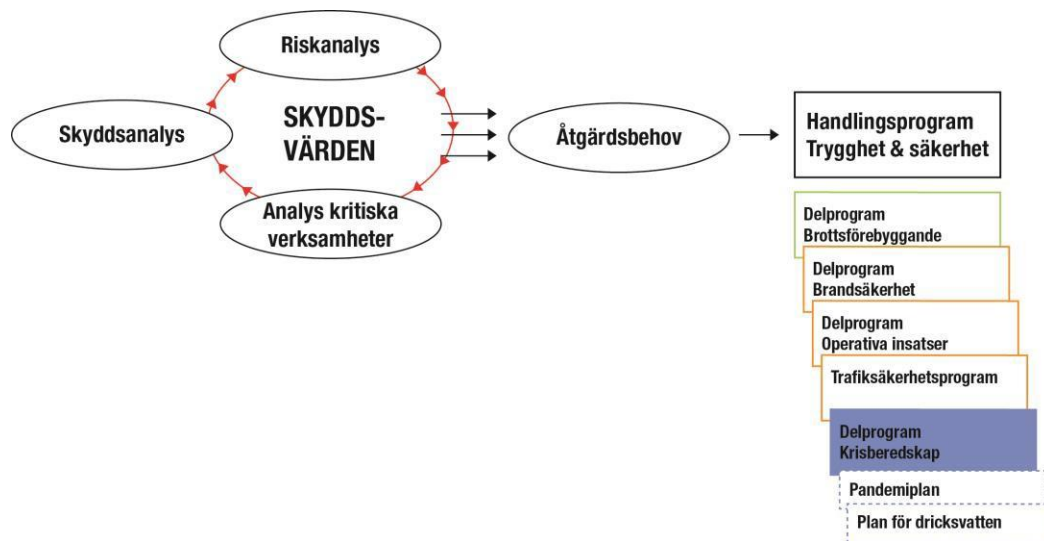 Riskanalys
Skyddsanalys
SKYDDS-
VÄRDEN
Analys kritiska
verksamheter
Åtgärdsbehov
Handlingsprogram
Trygghet & säkerhet
Delprogram
Brottsförebyggande
Delprogram
Brandsäkerhet
Delprogram
Operativa insatser
Trafiksäkerhetsprogram
Delprogram
Krisberedskap
Pandemiplan
Plan för dricksvatten